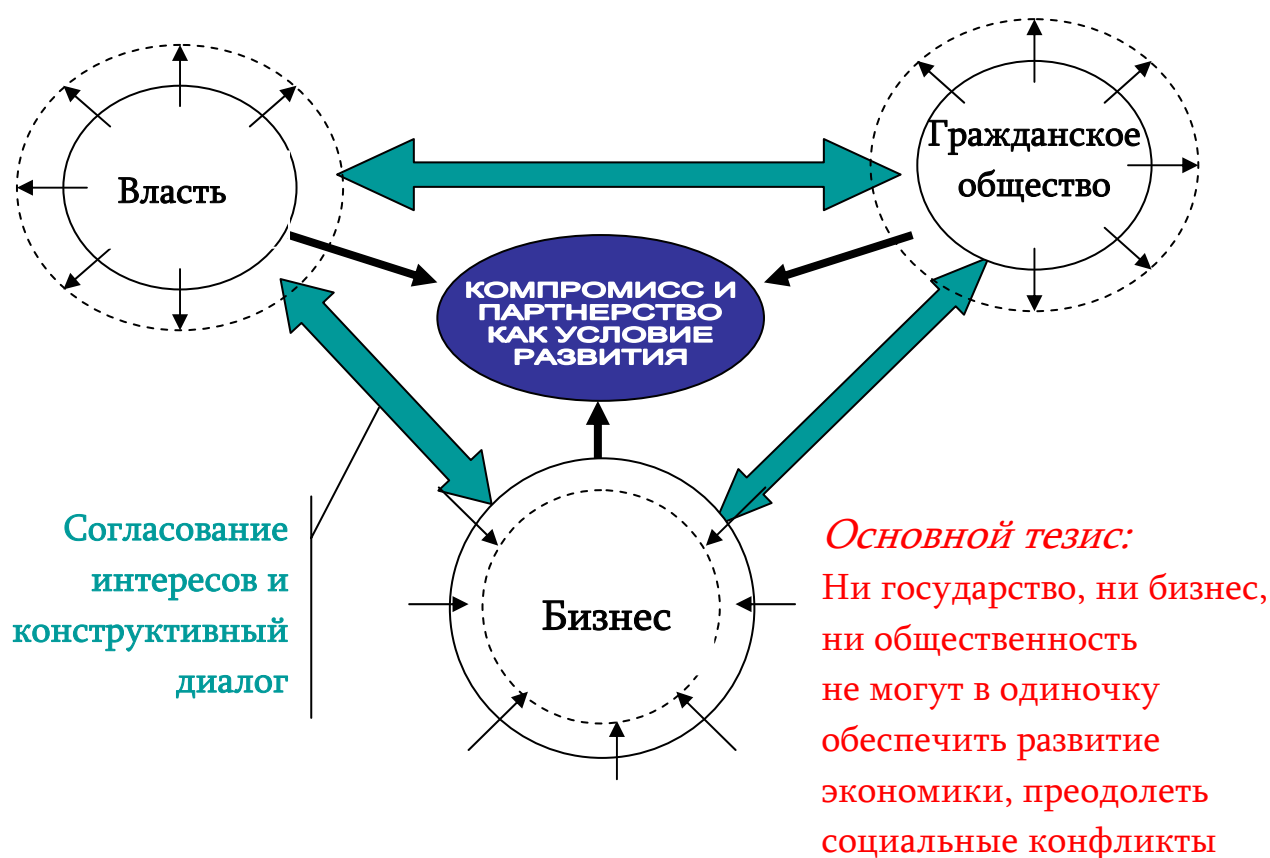 Власть
Гражданское
общество
КОМПРОМИСС И
ПАРТНЕРСТВО
КАК УСЛОВИЕ
РАЗВИТИЯ
Бизнес
Согласование
интересов и
конструктивный
диалог
Основной тезис:
Ни государство, ни бизнес,
ни общественность
не могут в одиночку
обеспечить развитие
экономики, преодолеть
социальные конфликты